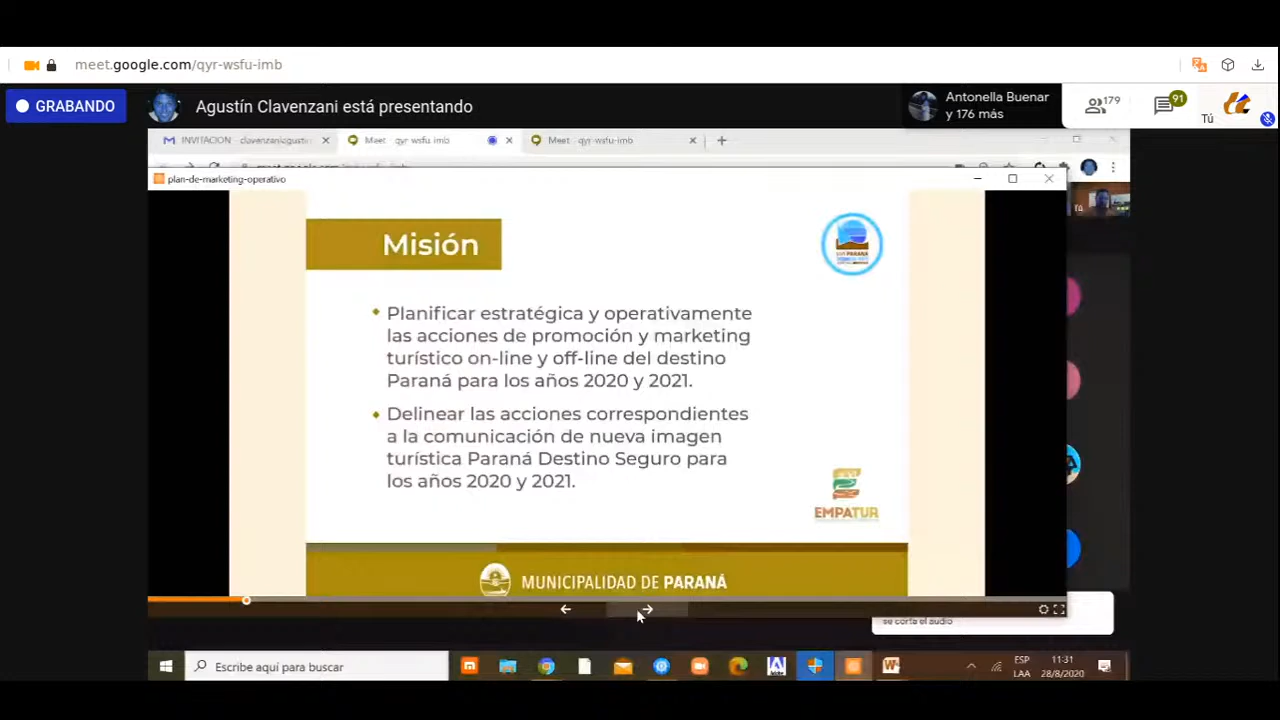 meet.google.com/qyr-wsfu-imb
GRABANDO
Agustín Clavenzani está presentando
Antonella Buenar
y 176 más
179
91
Tú
INVITACION - clavenzaniagusti
Meet - qyr-wsfu-imb
Meet - qyr-wsfu-imb
plan-de-marketing-operativo
Misión
Planificar estratégica y operativamente
las acciones de promoción y marketing
turístico on-line y off-line del destino
Paraná para los años 2020 y 2021.
Delinear las acciones correspondientes
a la comunicación de nueva imagen
turística Paraná Destino Seguro para
los años 2020 y 2021.
EMPATUR
MUNICIPALIDAD DE PARANÁ
se corta el audio
Escribe aquí para buscar
ESP
LAA
11:31
28/8/2020